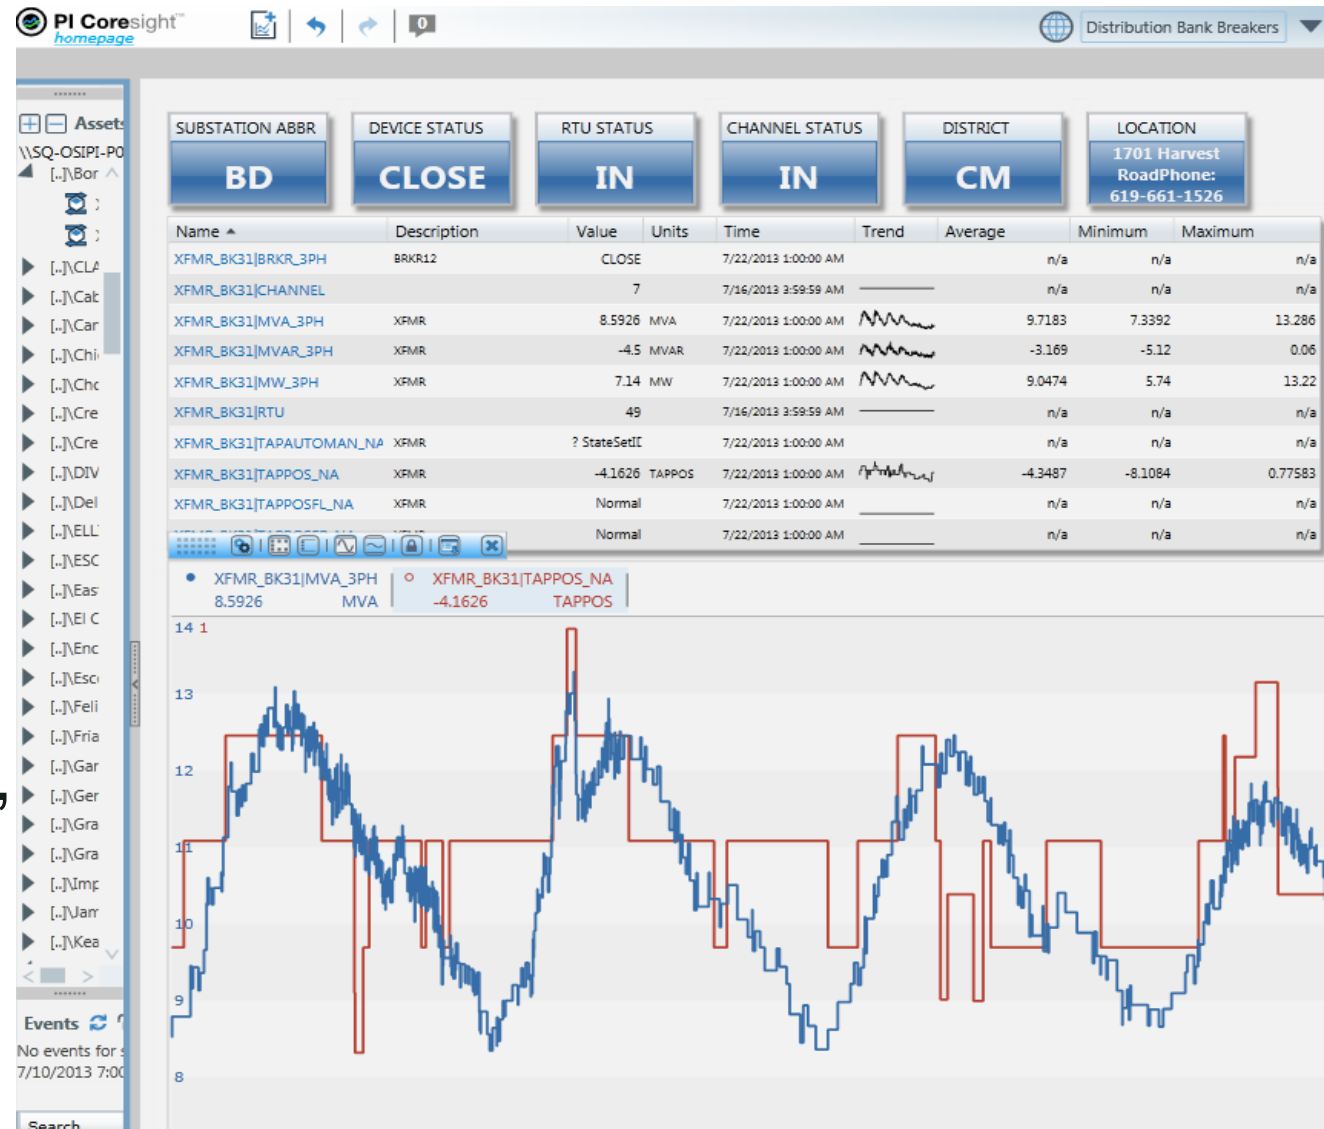 PI Coresight™
homepage
0
Distribution Bank Breakers
Assets
\\SQ-OSIPI-P0
[..]\Bor
[..]\CLA
[..]\Cab
[..]\Car
[..]\Chi
[..]\Cho
[..]\Cre
[..]\Cre
[..]\DIV
[..]\Del
[..]\ELL
[..]\ESC
[..]\Eas
[..]\El C
[..]\Enc
[..]\Esc
[..]\Feli
[..]\Fria
[..]\Gar
[..]\Ger
[..]\Gra
[..]\Gra
[..]\Imp
[..]\Jam
[..]\Kea
Events
No events for s
7/10/2013 7:00
Search
SUBSTATION ABBR DEVICE STATUS RTU STATUS CHANNEL STATUS DISTRICT LOCATION
BD CLOSE IN IN CM 1701 Harvest
RoadPhone:
619-661-1526
Name Description Value Units Time Trend Average Minimum Maximum
XFMR_BK31|BRKR_3PH BRKR12 CLOSE 7/22/2013 1:00:00 AM n/a n/a n/a
XFMR_BK31|CHANNEL 7 7/16/2013 3:59:59 AM n/a n/a n/a
XFMR_BK31|MVA_3PH XFMR 8.5926 MVA 7/22/2013 1:00:00 AM 9.7183 7.3392 13.286
XFMR_BK31|MVAR_3PH XFMR -4.5 MVAR 7/22/2013 1:00:00 AM -3.169 -5.12 0.06
XFMR_BK31|MW_3PH XFMR 7.14 MW 7/22/2013 1:00:00 AM 9.0474 5.74 13.22
XFMR_BK31|RTU 49 7/16/2013 3:59:59 AM n/a n/a n/a
XFMR_BK31|TAPAUTOMAN_NA XFMR ? StateSetID 7/22/2013 1:00:00 AM n/a n/a n/a
XFMR_BK31|TAPPOS_NA XFMR -4.1626 TAPPOS 7/22/2013 1:00:00 AM -4.3487 -8.1084 0.77583
XFMR_BK31|TAPPOSFL_NA XFMR Normal 7/22/2013 1:00:00 AM n/a n/a n/a
Normal 7/22/2013 1:00:00 AM n/a n/a n/a
XFMR_BK31|MVA_3PH XFMR_BK31|TAPPOS_NA
8.5926 MVA -4.1626 TAPPOS
14 1
13
12
11
10
9
8